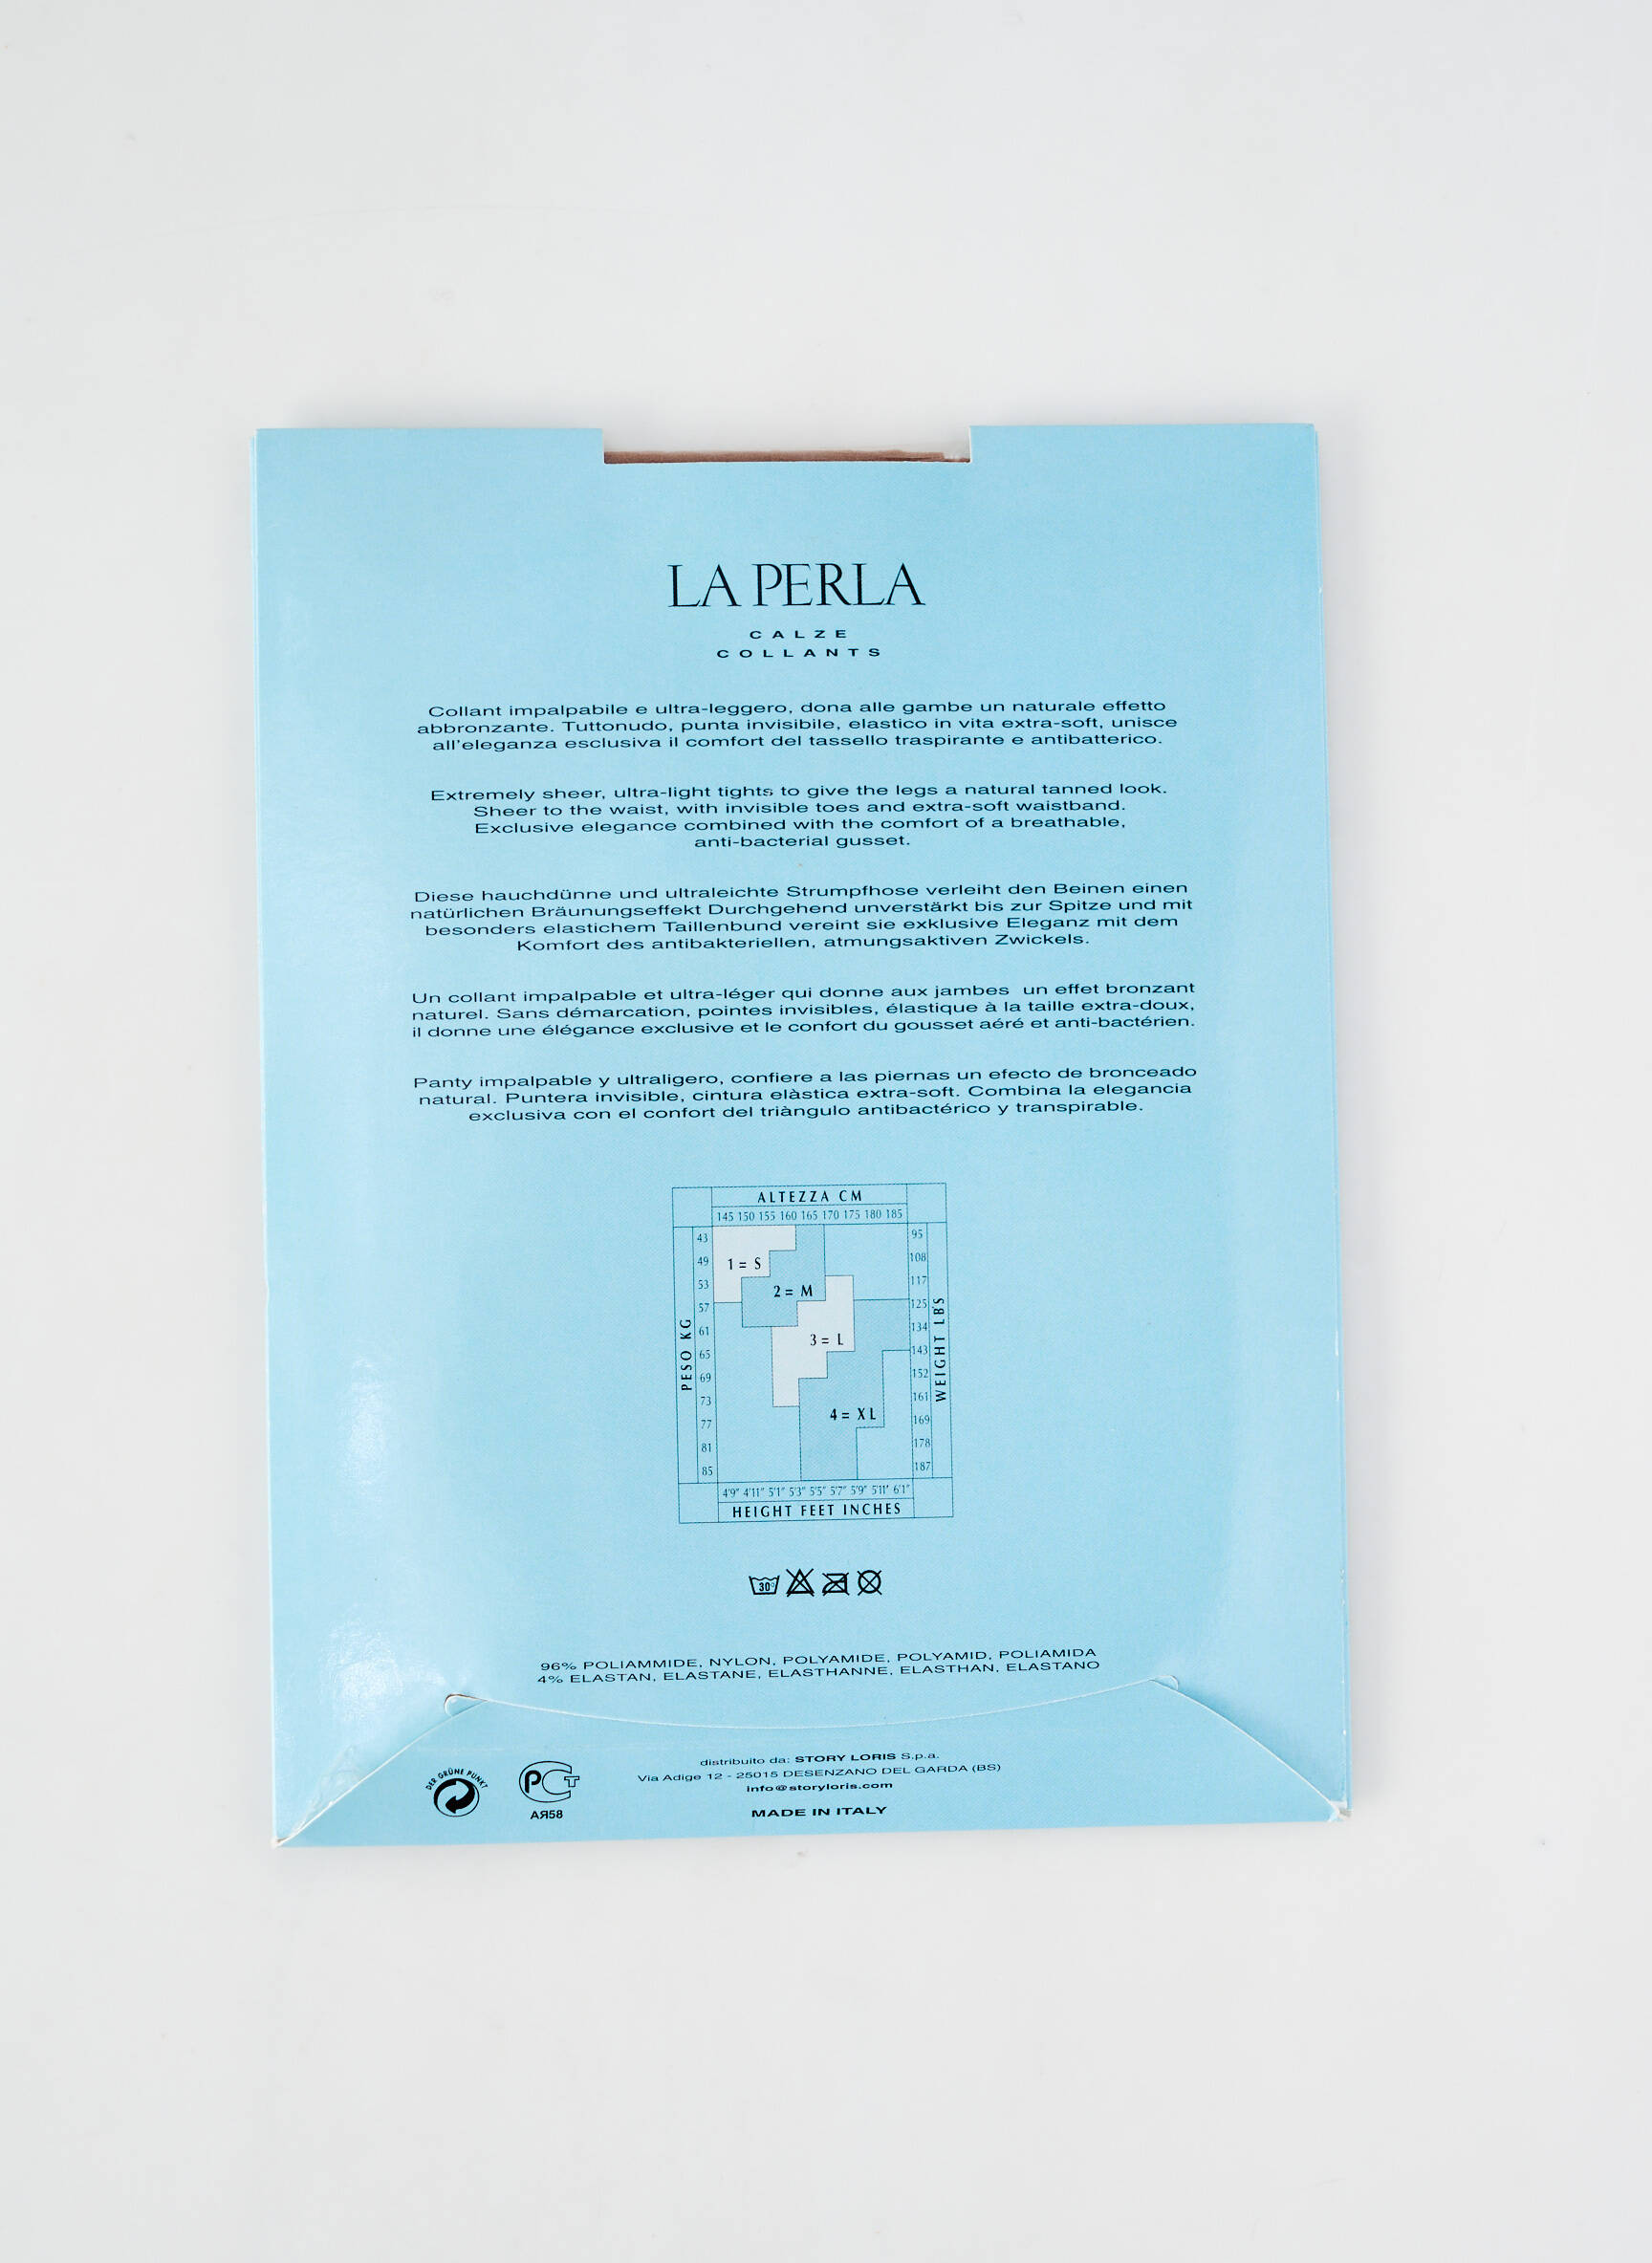 LA PERLA
CALZE
COLLANTS
Collant impalpabile e ultra-leggero, dona alle gambe un naturale effetto
abbronzante. Tuttonudo, punta invisibile, elastico in vita extra-soft, unisce
all'eleganza esclusiva il comfort del tassello traspirante e antibatterico.
Extremely sheer, ultra-light tights to give the legs a natural tanned look.
Sheer to the waist, with invisible toes and extra-soft waistband.
Exclusive elegance combined with the comfort of a breathable,
anti-bacterial gusset.
Diese hauchdünne und ultraleichte Strumpfhose verleiht den Beinen einen
natürlichen Bräunungseffekt Durchgehend unverstärkt bis zur Spitze und mit
besonders elastichem Taillenbund vereint sie exklusive Eleganz mit dem
Komfort des antibakteriellen, atmungsaktiven Zwickels.
Un collant impalpable et ultra-léger qui donne aux jambes un effet bronzant
naturel. Sans démarcation, pointes invisibles, élastique à la taille extra-doux,
il donne une élégance exclusive et le confort du gousset aéré et anti-bactérien.
Panty impalpable y ultraligero, confiere a las piernas un efecto de bronceado
natural. Puntera invisible, cintura elàstica extra-soft. Combina la elegancia
exclusiva con el confort del triàngulo antibactérico y transpirable.
ALTEZZA CM
145 150 155 160 165 170 175 180 185
PESO KG
43
49
53
57
61
65
69
73
77
81
85
1 = S
2 = M
3 = L
4 = XL
95
108
117
125
134
143
152
161
169
178
187
WEIGHT LB'S
4'9" 4'11" 5'1" 5'3" 5'5" 5'7" 5'9" 5'11' 6'1"
HEIGHT FEET INCHES
30°
96% POLIAMMIDE, NYLON, POLYAMIDE, POLYAMID, POLIAMIDA
4% ELASTAN, ELASTANE, ELASTHANNE, ELASTHAN, ELASTANO
DER GRÜNE PUNKT
PCT
АЯ58
distribuito da: STORY LORIS S.p.a.
Via Adige 12 - 25015 DESENZANO DEL GARDA (BS)
info@storyloris.com
MADE IN ITALY